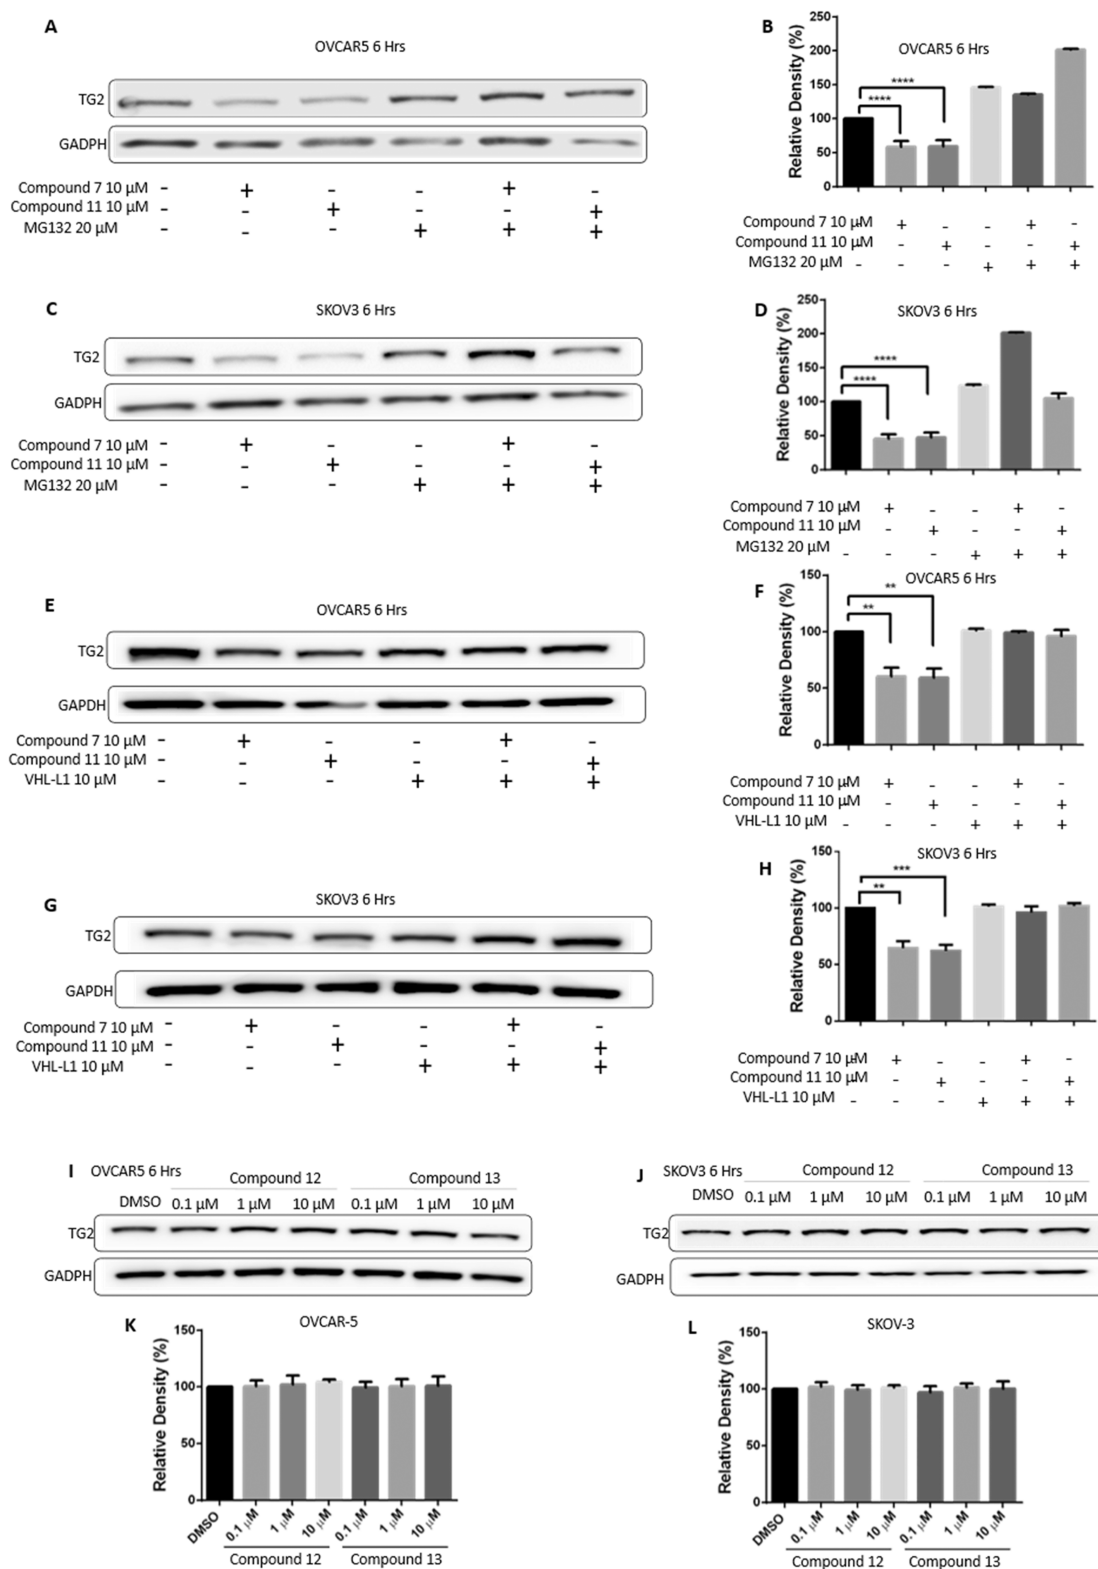 A
OVCAR5 6 Hrs
TG2
GADPH
Compound 7 10 μM - + - - + -
Compound 11 10 μM - - + - - +
MG132 20 μM - - - + + +
B
OVCAR5 6 Hrs
Relative Density (%)
250
200
150
100
50
0
****
****
Compound 7 10 μM + - - + -
Compound 11 10 μM - + - - +
MG132 20 μM - - - + + +
C
SKOV3 6 Hrs
TG2
GADPH
Compound 7 10 μM - + - - + -
Compound 11 10 μM - - + - - +
MG132 20 μM - - - + + +
D
SKOV3 6 Hrs
Relative Density (%)
250
200
150
100
50
0
****
****
Compound 7 10 μM + - - + -
Compound 11 10 μM - + - - +
MG132 20 μM - - - + + +
E
OVCAR5 6 Hrs
TG2
GAPDH
Compound 7 10 μM - + - - + -
Compound 11 10 μM - - + - - +
VHL-L1 10 μM - - - + + +
F
OVCAR5 6 Hrs
Relative Density (%)
150
100
50
0
**
**
Compound 7 10 μM + - - + -
Compound 11 10 μM - + - - +
VHL-L1 10 μM - - - + + +
G
SKOV3 6 Hrs
TG2
GAPDH
Compound 7 10 μM - + - - + -
Compound 11 10 μM - - + - - +
VHL-L1 10 μM - - - + + +
H
SKOV3 6 Hrs
Relative Density (%)
150
100
50
0
***
**
Compound 7 10 μM + - - + -
Compound 11 10 μM - + - - +
VHL-L1 10 μM - - - + + +
I
OVCAR5 6 Hrs
Compound 12 Compound 13
DMSO 0.1 μM 1 μM 10 μM 0.1 μM 1 μM 10 μM
TG2
GADPH
J
SKOV3 6 Hrs
Compound 12 Compound 13
DMSO 0.1 μM 1 μM 10 μM 0.1 μM 1 μM 10 μM
TG2
GADPH
K
OVCAR-5
Relative Density (%)
150
100
50
0
DMSO 0.1 μM 1 μM 10 μM 0.1 μM 1 μM 10 μM
Compound 12 Compound 13
L
SKOV-3
Relative Density (%)
150
100
50
0
DMSO 0.1 μM 1 μM 10 μM 0.1 μM 1 μM 10 μM
Compound 12 Compound 13